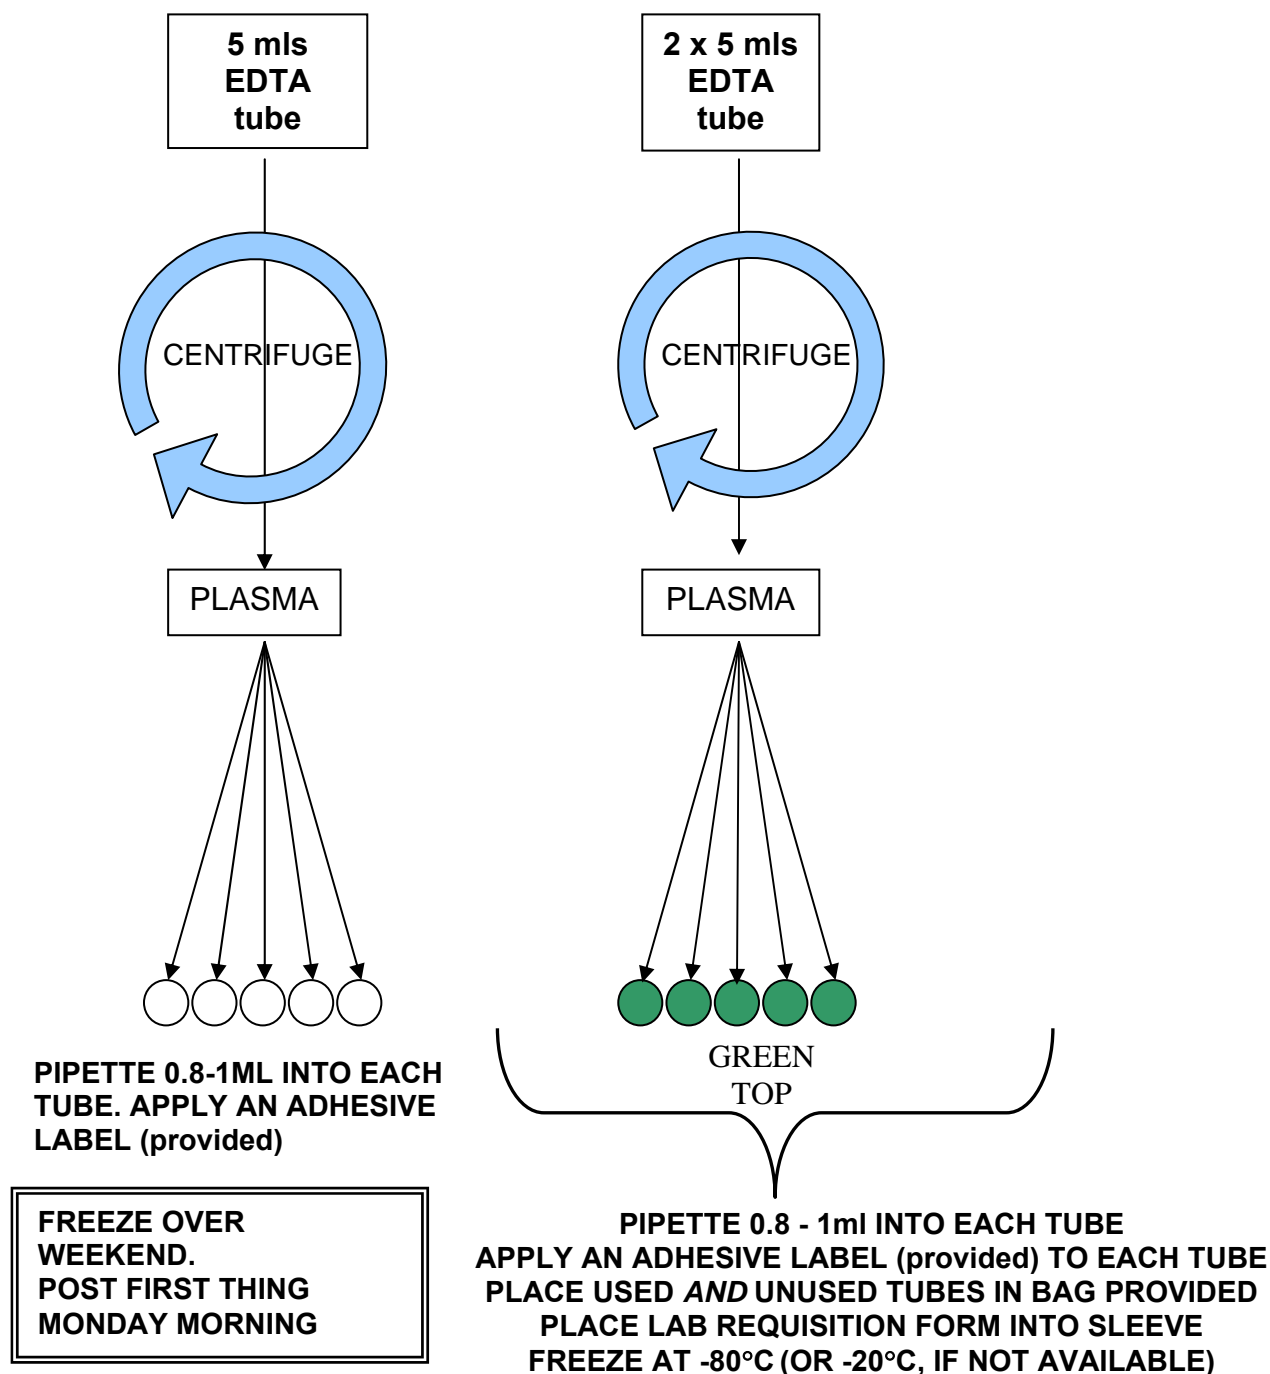 5 mls
EDTA
tube
CENTRIFUGE
PLASMA
PIPETTE 0.8-1ML INTO EACH
TUBE. APPLY AN ADHESIVE
LABEL (provided)
FREEZE OVER
WEEKEND.
POST FIRST THING
MONDAY MORNING
2 x 5 mls
EDTA
tube
CENTRIFUGE
PLASMA
GREEN
TOP
PIPETTE 0.8 - 1ml INTO EACH TUBE
APPLY AN ADHESIVE LABEL (provided) TO EACH TUBE
PLACE USED AND UNUSED TUBES IN BAG PROVIDED
PLACE LAB REQUISITION FORM INTO SLEEVE
FREEZE AT -80°C (OR -20°C, IF NOT AVAILABLE)